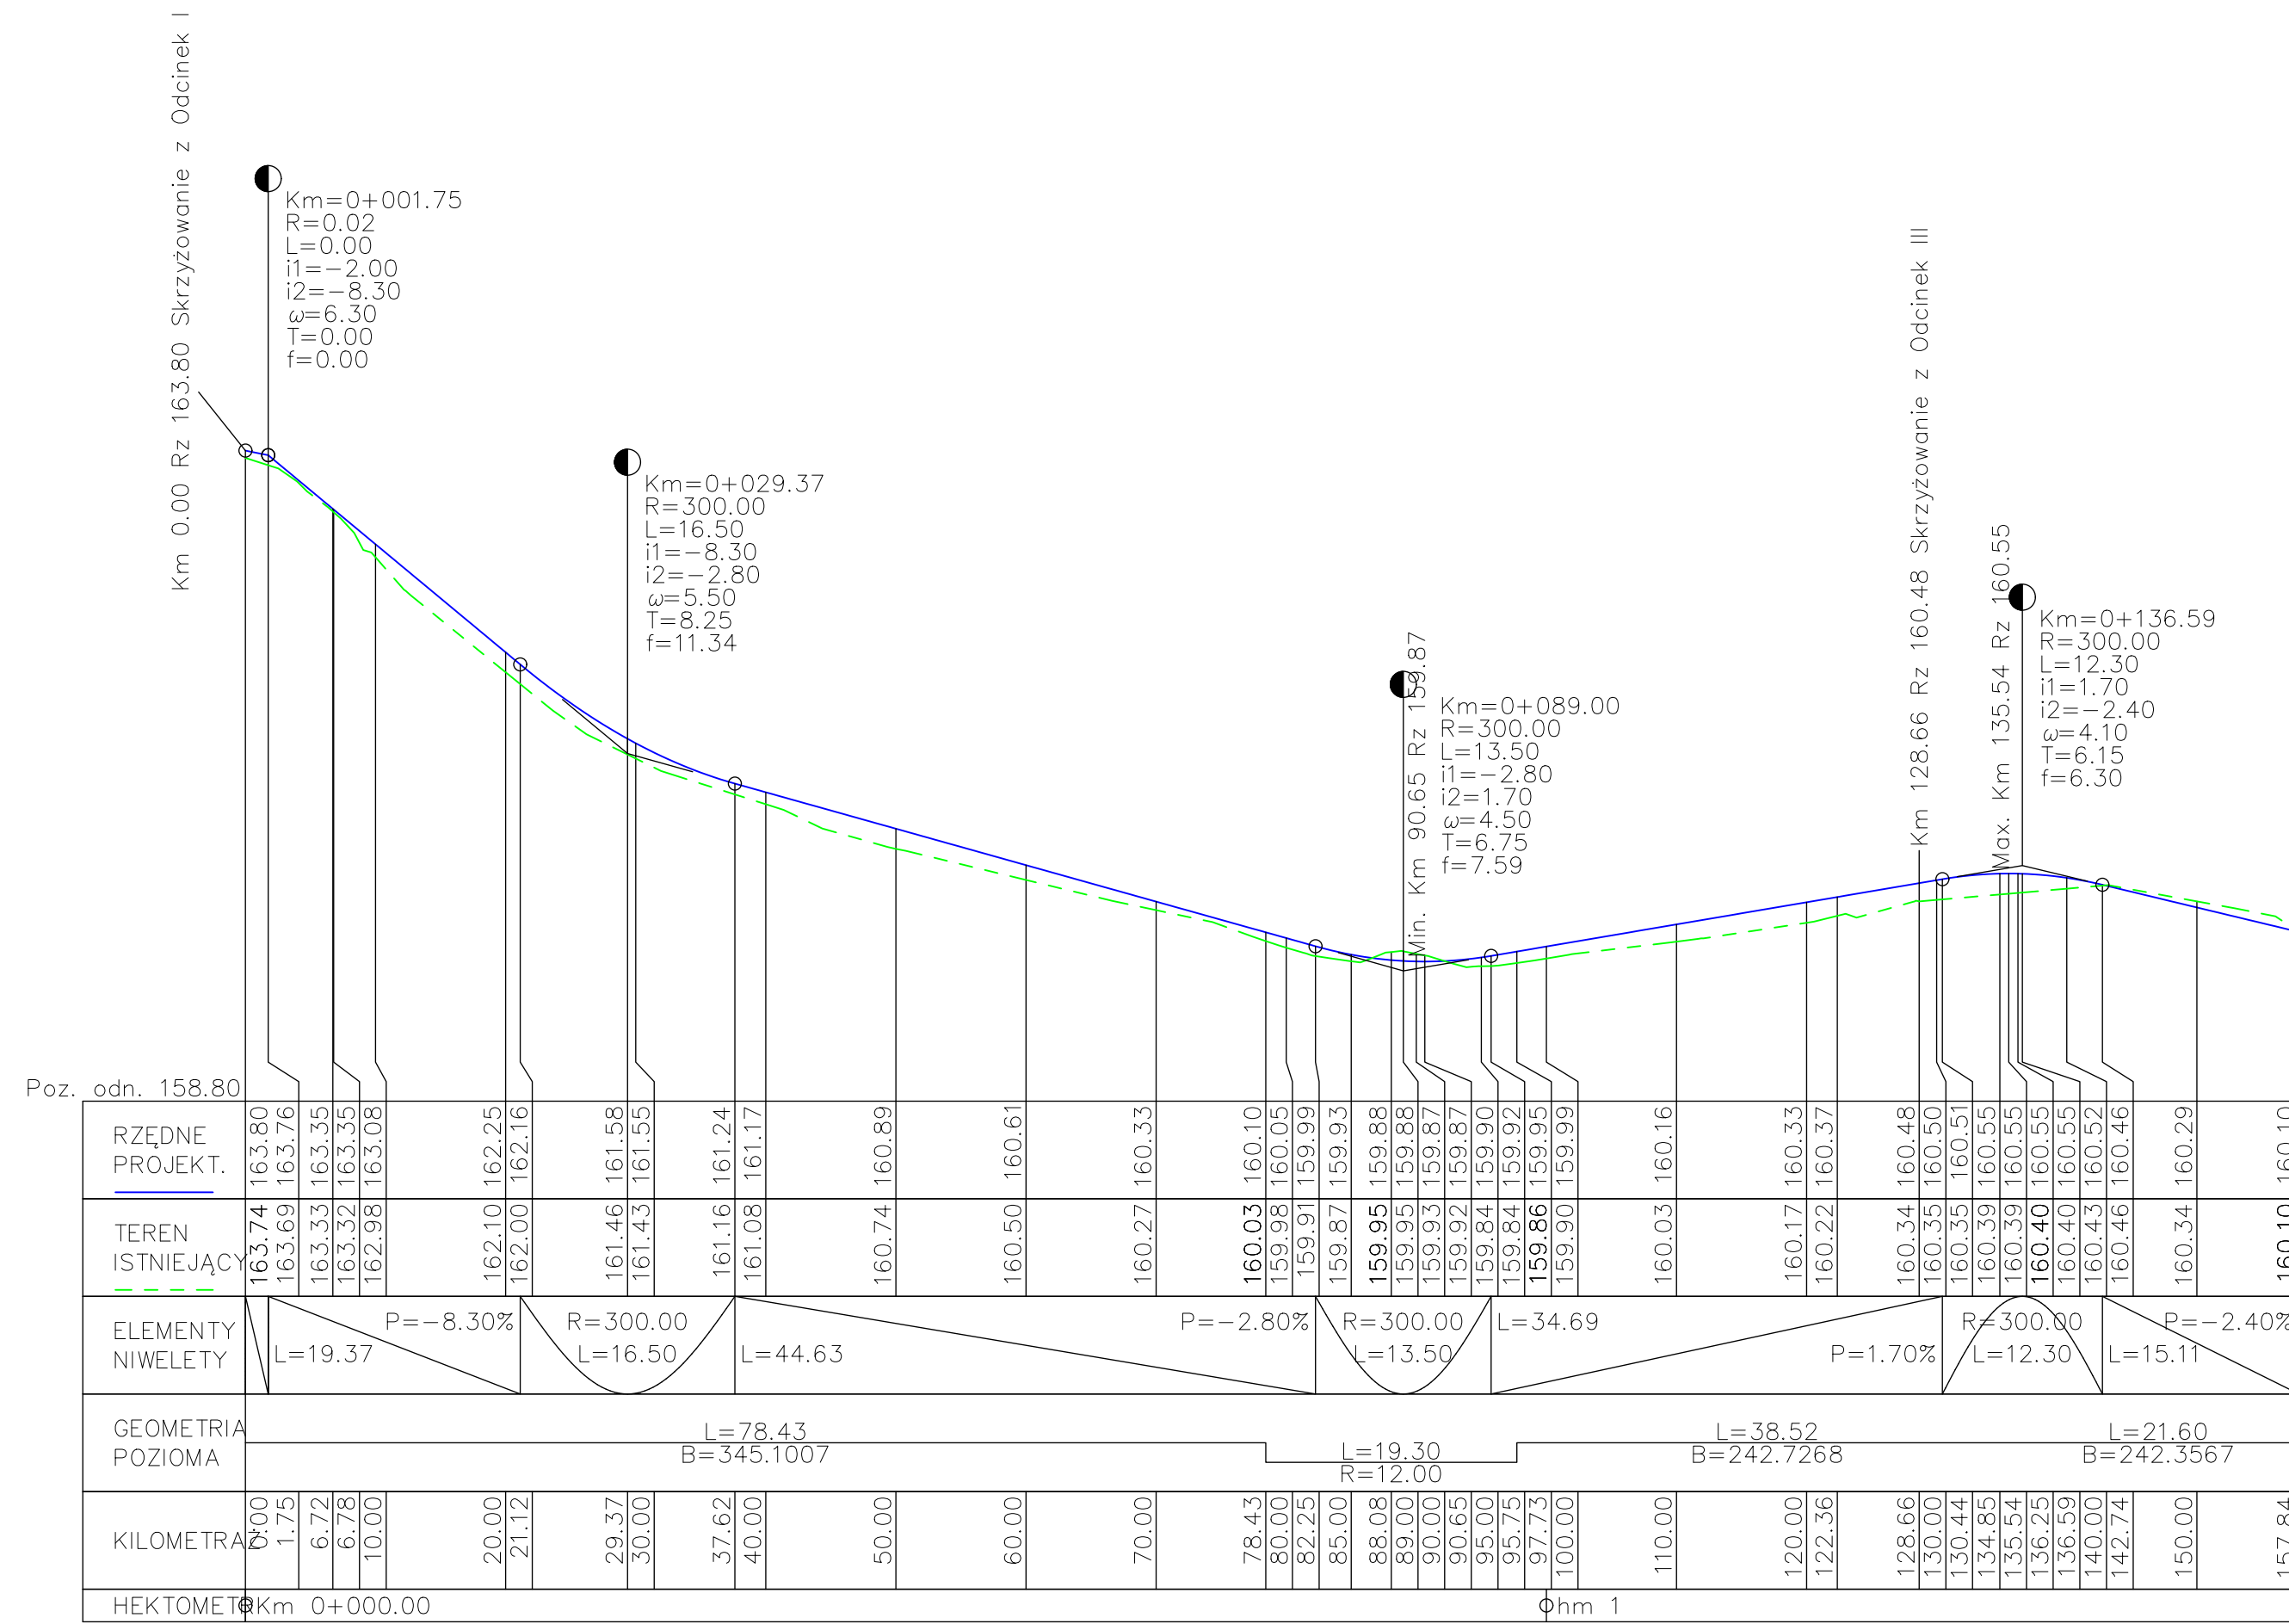 Km 0.00 Rz 163.80 Skrzyżowanie z Odcinek I
Km=0+001.75
R=0.02
L=0.00
i1=−2.00
i2=−8.30
ω=6.30
T=0.00
f=0.00
Km=0+029.37
R=300.00
L=16.50
i1=−8.30
i2=−2.80
ω=5.50
T=8.25
f=11.34
Min. Km 90.65 Rz 159.87
Km=0+089.00
R=300.00
L=13.50
i1=−2.80
i2=1.70
ω=4.50
T=6.75
f=7.59
Km 128.66 Rz 160.48 Skrzyżowanie z Odcinek III
Max. Km 135.54 Rz 160.55
Km=0+136.59
R=300.00
L=12.30
i1=1.70
i2=−2.40
ω=4.10
T=6.15
f=6.30
Poz. odn. 158.80
RZĘDNE
PROJEKT.
163.80
163.76
163.35
163.35
163.08
162.25
162.16
161.58
161.55
161.24
161.17
160.89
160.61
160.33
160.10
160.05
159.99
159.93
159.88
159.88
159.87
159.87
159.90
159.92
159.95
159.99
160.16
160.33
160.37
160.48
160.50
160.51
160.55
160.55
160.55
160.55
160.52
160.46
160.29
160.10
TEREN
ISTNIEJĄCY
163.74
163.69
163.33
163.32
162.98
162.10
162.00
161.46
161.43
161.16
161.08
160.74
160.50
160.27
160.03
159.98
159.91
159.87
159.95
159.95
159.93
159.92
159.84
159.84
159.86
159.90
160.03
160.17
160.22
160.34
160.35
160.35
160.39
160.39
160.40
160.40
160.43
160.46
160.34
160.10
ELEMENTY
NIWELETY
L=19.37
P=−8.30%
R=300.00
L=16.50
L=44.63
P=−2.80%
R=300.00
L=13.50
L=34.69
P=1.70%
R=300.00
L=12.30
L=15.11
P=−2.40%
GEOMETRIA
POZIOMA
L=78.43
B=345.1007
L=19.30
R=12.00
L=38.52
B=242.7268
L=21.60
B=242.3567
KILOMETRAŻ
0.00
1.75
6.72
6.78
10.00
20.00
21.12
29.37
30.00
37.62
40.00
50.00
60.00
70.00
78.43
80.00
82.25
85.00
88.08
89.00
90.00
90.65
95.00
95.75
97.73
100.00
110.00
120.00
122.36
128.66
130.00
130.44
134.85
135.54
136.25
136.59
140.00
142.74
150.00
157.84
HEKTOMETR
Km 0+000.00
hm 1